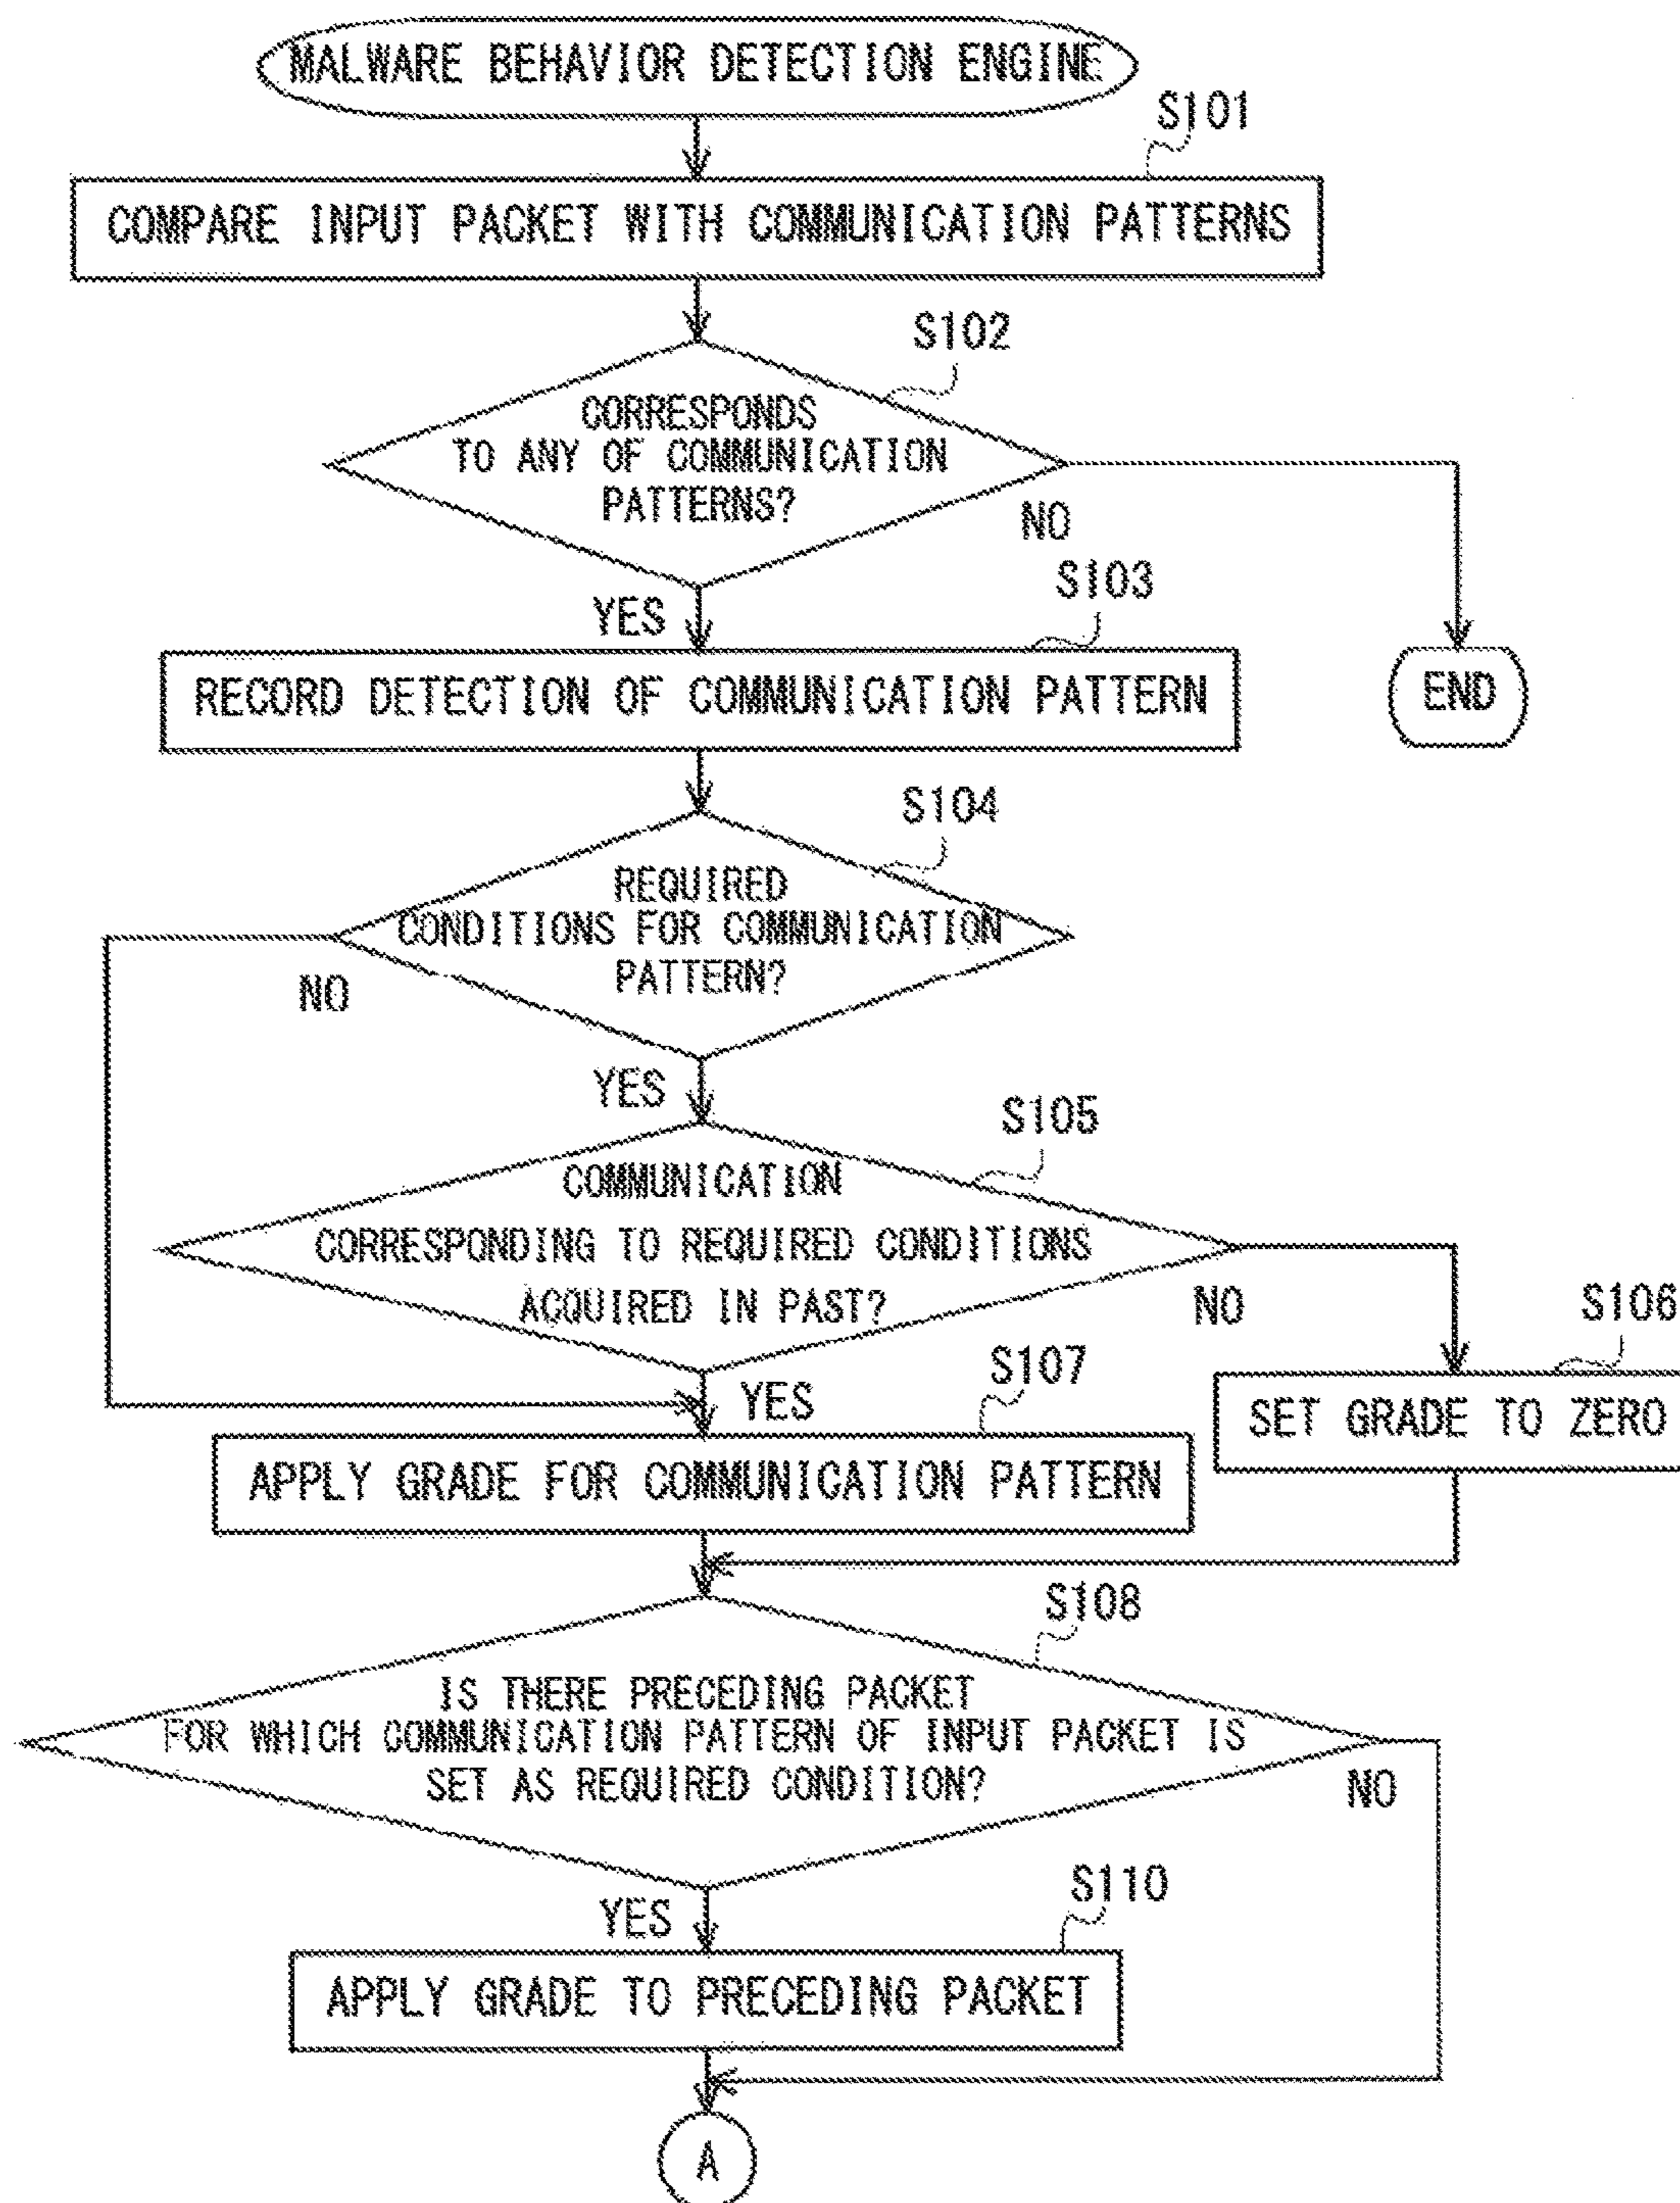 MALWARE BEHAVIOR DETECTION ENGINE
S101
COMPARE INPUT PACKET WITH COMMUNICATION PATTERNS
S102
CORRESPONDS
TO ANY OF COMMUNICATION
PATTERNS?
NO
YES
S103
RECORD DETECTION OF COMMUNICATION PATTERN
END
S104
REQUIRED
CONDITIONS FOR COMMUNICATION
PATTERN?
NO
YES
S105
COMMUNICATION
CORRESPONDING TO REQUIRED CONDITIONS
ACQUIRED IN PAST?
NO
S106
SET GRADE TO ZERO
YES
S107
APPLY GRADE FOR COMMUNICATION PATTERN
S108
IS THERE PRECEDING PACKET
FOR WHICH COMMUNICATION PATTERN OF INPUT PACKET IS
SET AS REQUIRED CONDITION?
NO
YES
S110
APPLY GRADE TO PRECEDING PACKET
A